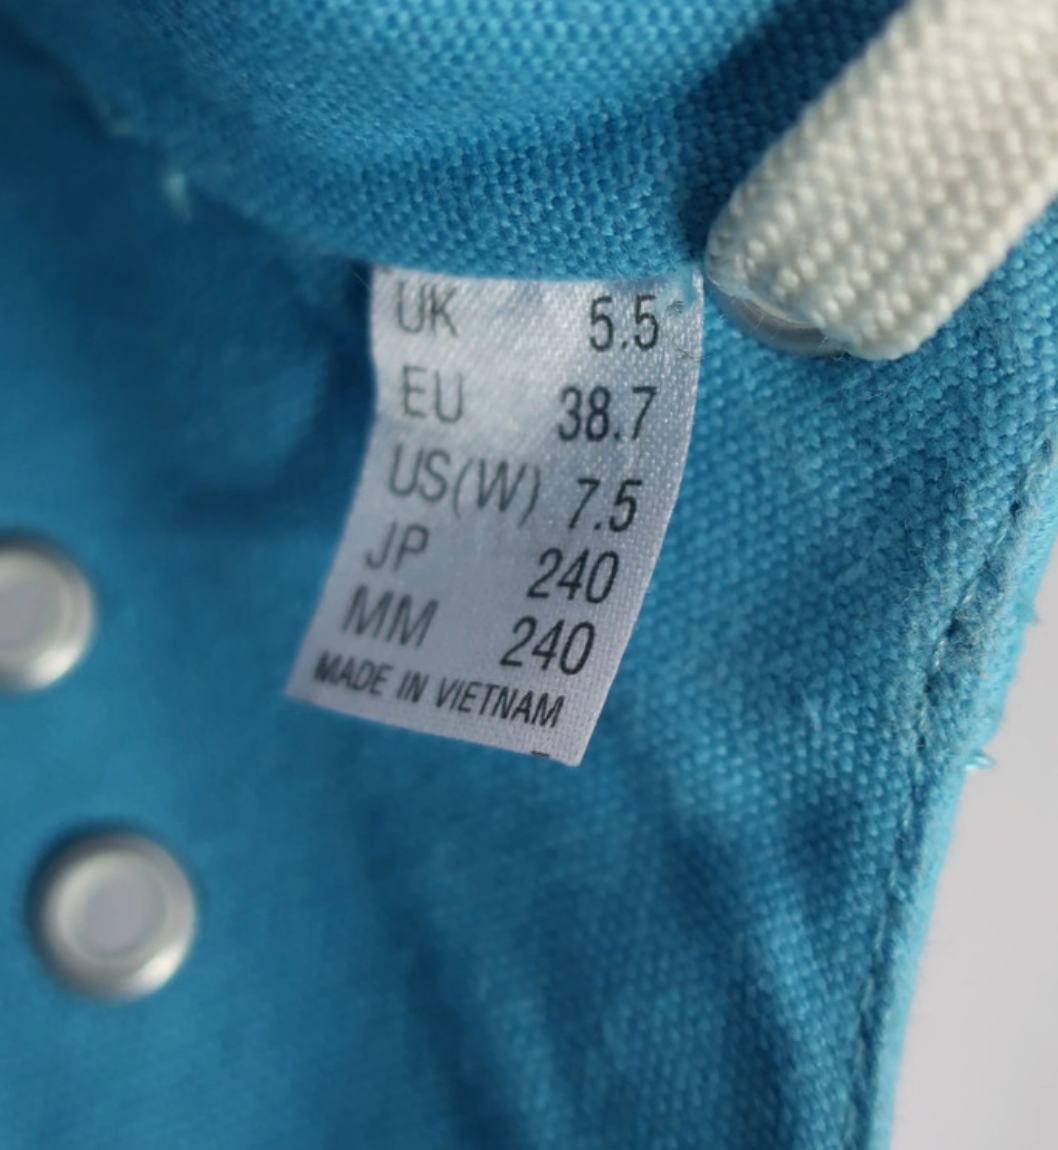 UK 5.5
EU 38.7
US(W) 7.5
JP 240
MM 240
MADE IN VIETNAM